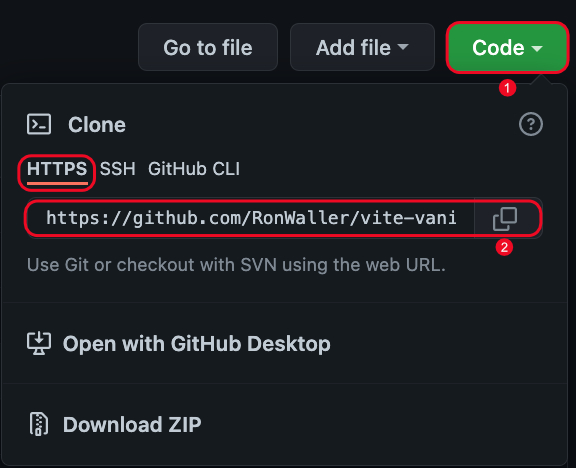 Go to file Add file Code
1
Clone
HTTPS SSH GitHub CLI
https://github.com/RonWaller/vite-vani
2
Use Git or checkout with SVN using the web URL.
Open with GitHub Desktop
Download ZIP